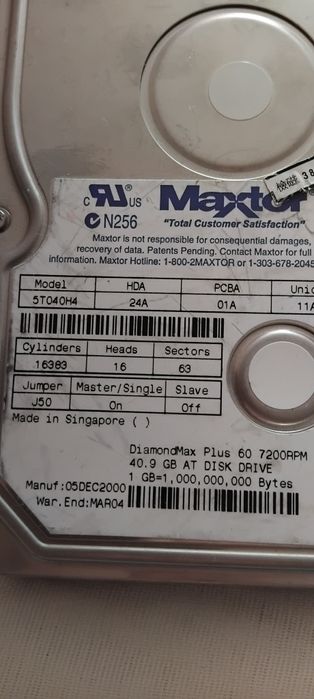 c UL US
N256
Maxtor
"Total Customer Satisfaction"
Maxtor is not responsible for consequential damages,
recovery of data. Patents Pending. Contact Maxtor for full
information. Maxtor Hotline: 1-800-2MAXTOR or 1-303-678-2045
Model HDA PCBA
5T040H4 24A 01A 11A
Cylinders Heads Sectors
16383 16 63
Jumper Master/Single Slave
J50 On Off
Made in Singapore ( )
DiamondMax Plus 60 7200RPM
40.9 GB AT DISK DRIVE
1 GB=1,000,000,000 Bytes
Manuf:05DEC2000
War.End:MAR04